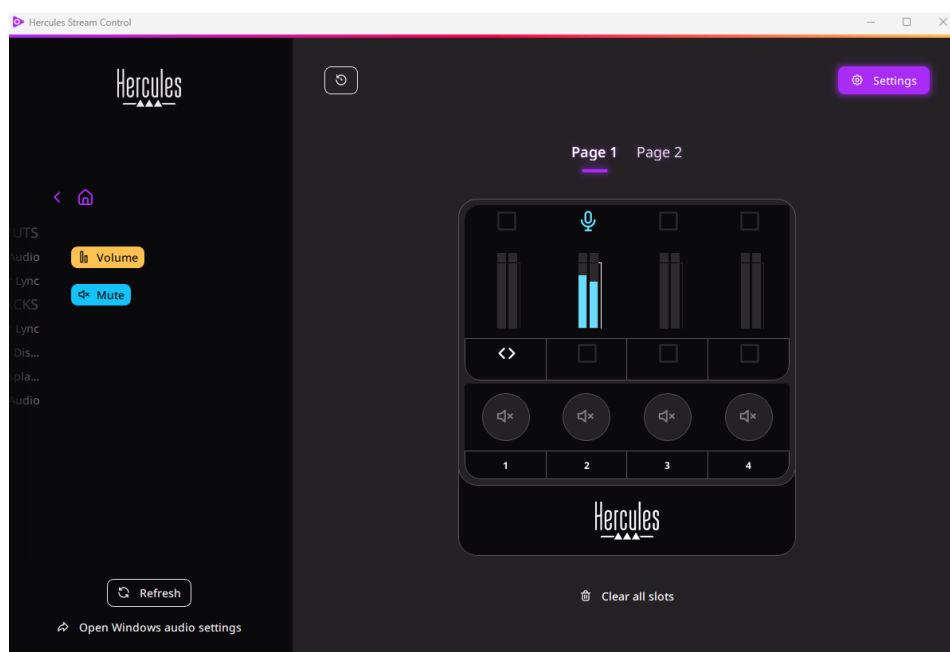 Hercules Stream Control
Hercules
Settings
Page 1 Page 2
UTS
Volume
udio
Lync
Mute
CKS
Lync
Dis...
pla...
udio
1 2 3 4
Hercules
Refresh
Clear all slots
Open Windows audio settings